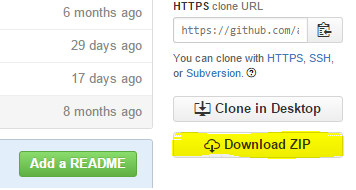 6 months ago
29 days ago
17 days ago
8 months ago
Add a README
HTTPS clone URL
https://github.com/
You can clone with HTTPS, SSH,
or Subversion.
Clone in Desktop
Download ZIP